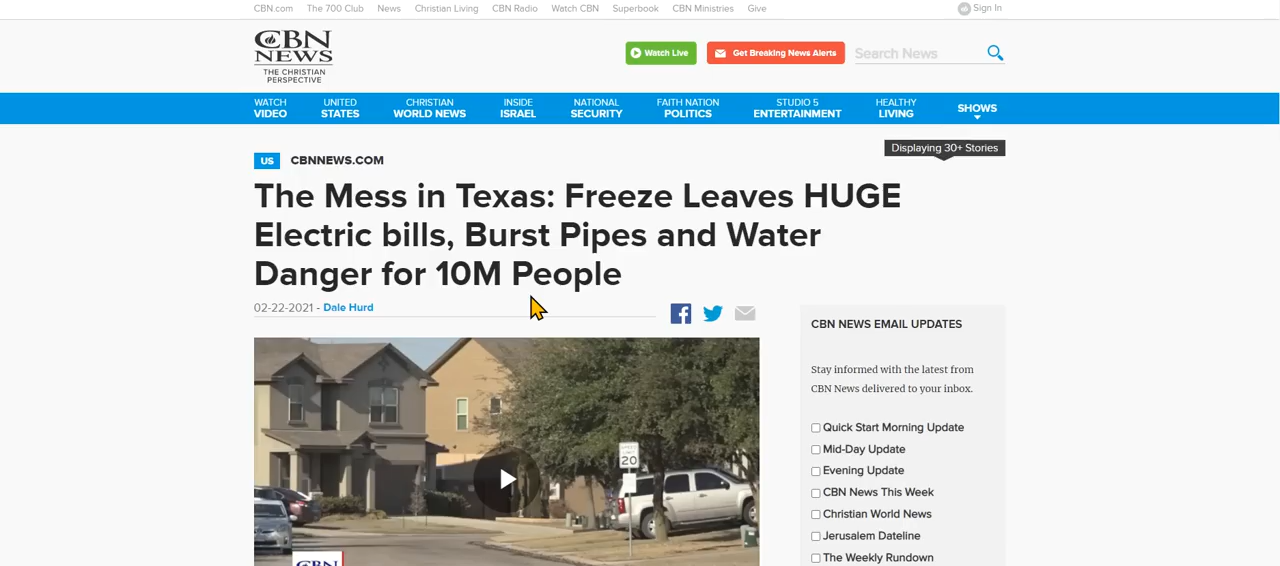 CBN.com The 700 Club News Christian Living CBN Radio Watch CBN Superbook CBN Ministries Give Sign In
CBN
NEWS
THE CHRISTIAN
PERSPECTIVE
Watch Live
Get Breaking News Alerts
Search News
WATCH
VIDEO
UNITED
STATES
CHRISTIAN
WORLD NEWS
INSIDE
ISRAEL
NATIONAL
SECURITY
FAITH NATION
POLITICS
STUDIO 5
ENTERTAINMENT
HEALTHY
LIVING
SHOWS
Displaying 30+ Stories
US CBNNEWS.COM
The Mess in Texas: Freeze Leaves HUGE
Electric bills, Burst Pipes and Water
Danger for 10M People
02-22-2021 - Dale Hurd
SPEED
LIMIT
20
CBN
CBN NEWS EMAIL UPDATES
Stay informed with the latest from
CBN News delivered to your inbox.
Quick Start Morning Update
Mid-Day Update
Evening Update
CBN News This Week
Christian World News
Jerusalem Dateline
The Weekly Rundown